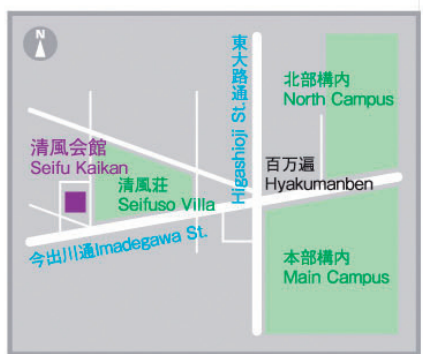 N
東大路通
Higashioji St.
北部構内
North Campus
清風会館
Seifu Kaikan
清風荘
Seifuso Villa
百万遍
Hyakumanben
今出川通Imadegawa St.
本部構内
Main Campus